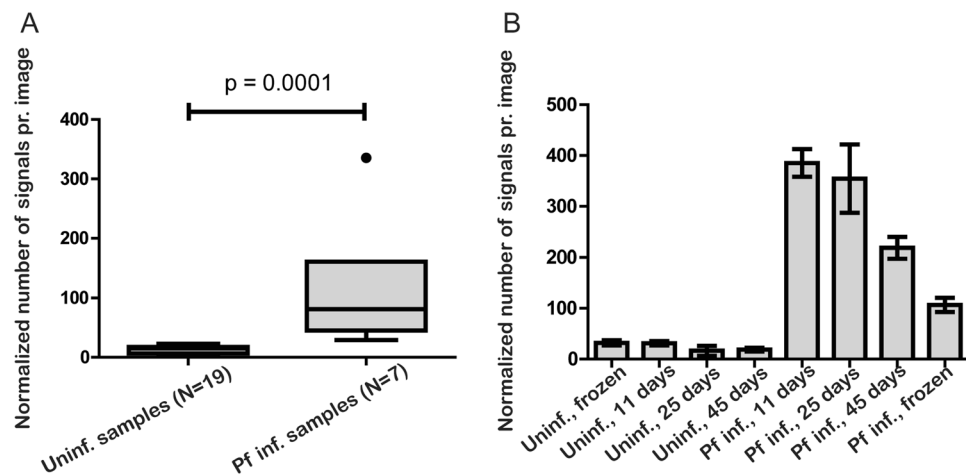 A
Normalized number of signals pr. image
p = 0.0001
400
300
200
100
0
Uninf. samples (N=19)
Pf inf. samples (N=7)
B
Normalized number of signals pr. image
500
400
300
200
100
0
Uninf., frozen
Uninf., 11 days
Uninf., 25 days
Uninf., 45 days
Pf inf., 11 days
Pf inf., 25 days
Pf inf., 45 days
Pf inf., frozen